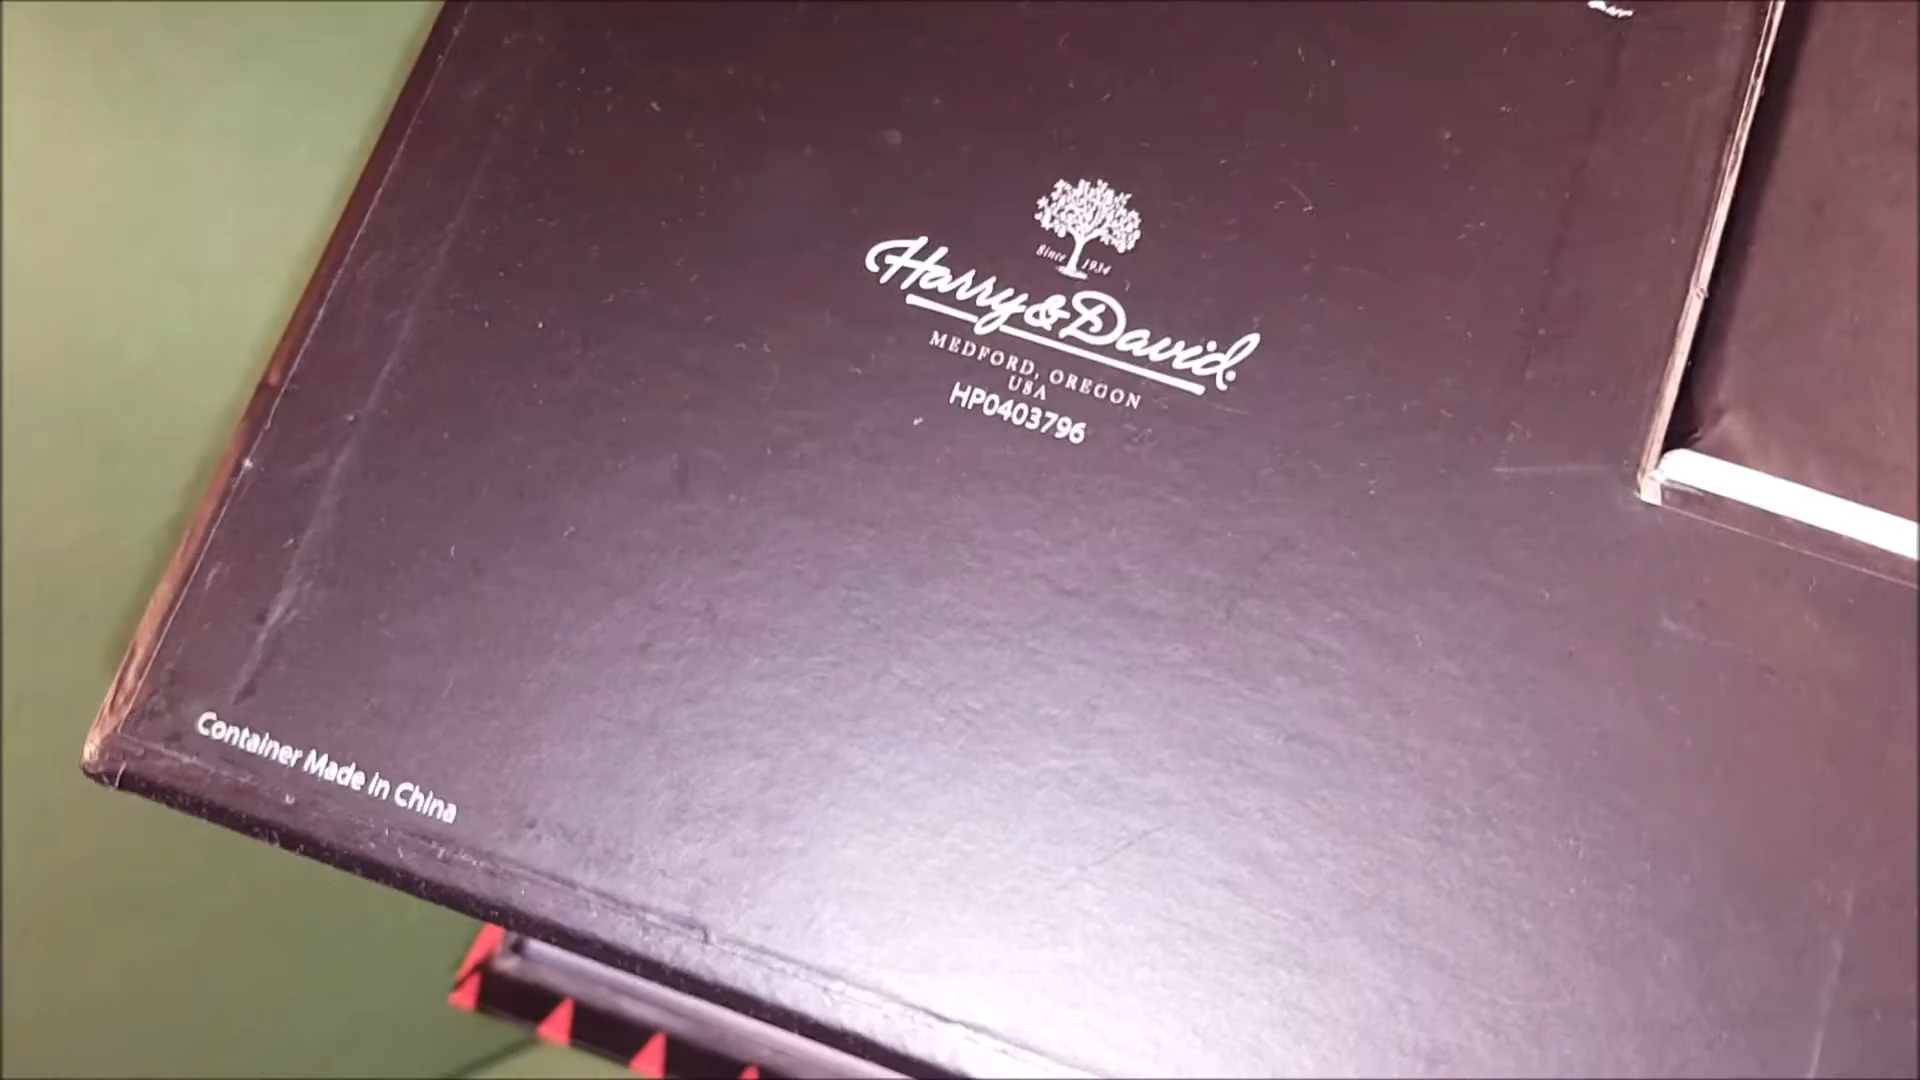 Since 1934
Harry & David
MEDFORD, OREGON
USA
HP0403796
Container Made in China